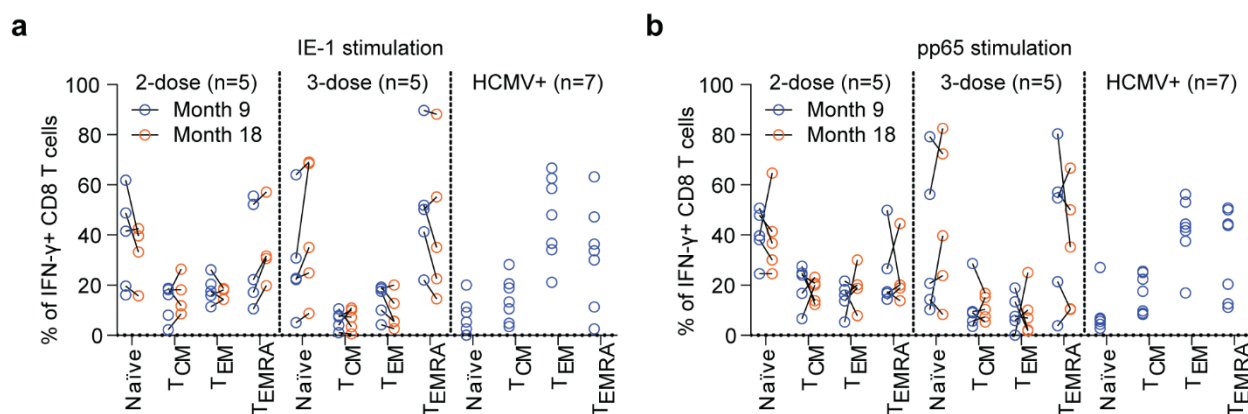 a
IE-1 stimulation
2-dose (n=5)
3-dose (n=5)
HCMV+ (n=7)
Month 9
Month 18
% of IFN-γ+ CD8 T cells
100
80
60
40
20
0
Naïve
TCM
TEM
TEMRA
Naïve
TCM
TEM
TEMRA
Naïve
TCM
TEM
TEMRA
b
pp65 stimulation
2-dose (n=5)
3-dose (n=5)
HCMV+ (n=7)
Month 9
Month 18
% of IFN-γ+ CD8 T cells
100
80
60
40
20
0
Naïve
TCM
TEM
TEMRA
Naïve
TCM
TEM
TEMRA
Naïve
TCM
TEM
TEMRA